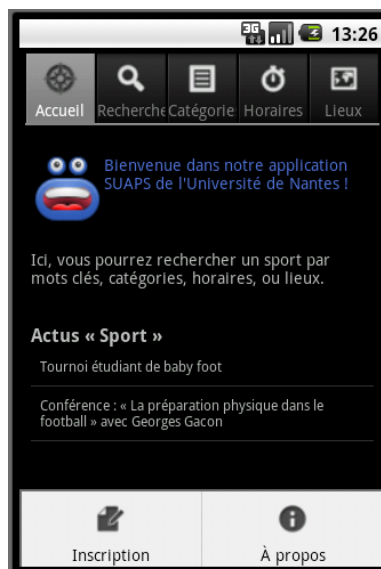 3G 13:26
Accueil Recherche Catégorie Horaires Lieux
Bienvenue dans notre application
SUAPS de l'Université de Nantes !
Ici, vous pourrez rechercher un sport par
mots clés, catégories, horaires, ou lieux.
Actus « Sport »
Tournoi étudiant de baby foot
Conférence : « La préparation physique dans le
football » avec Georges Gacon
Inscription À propos